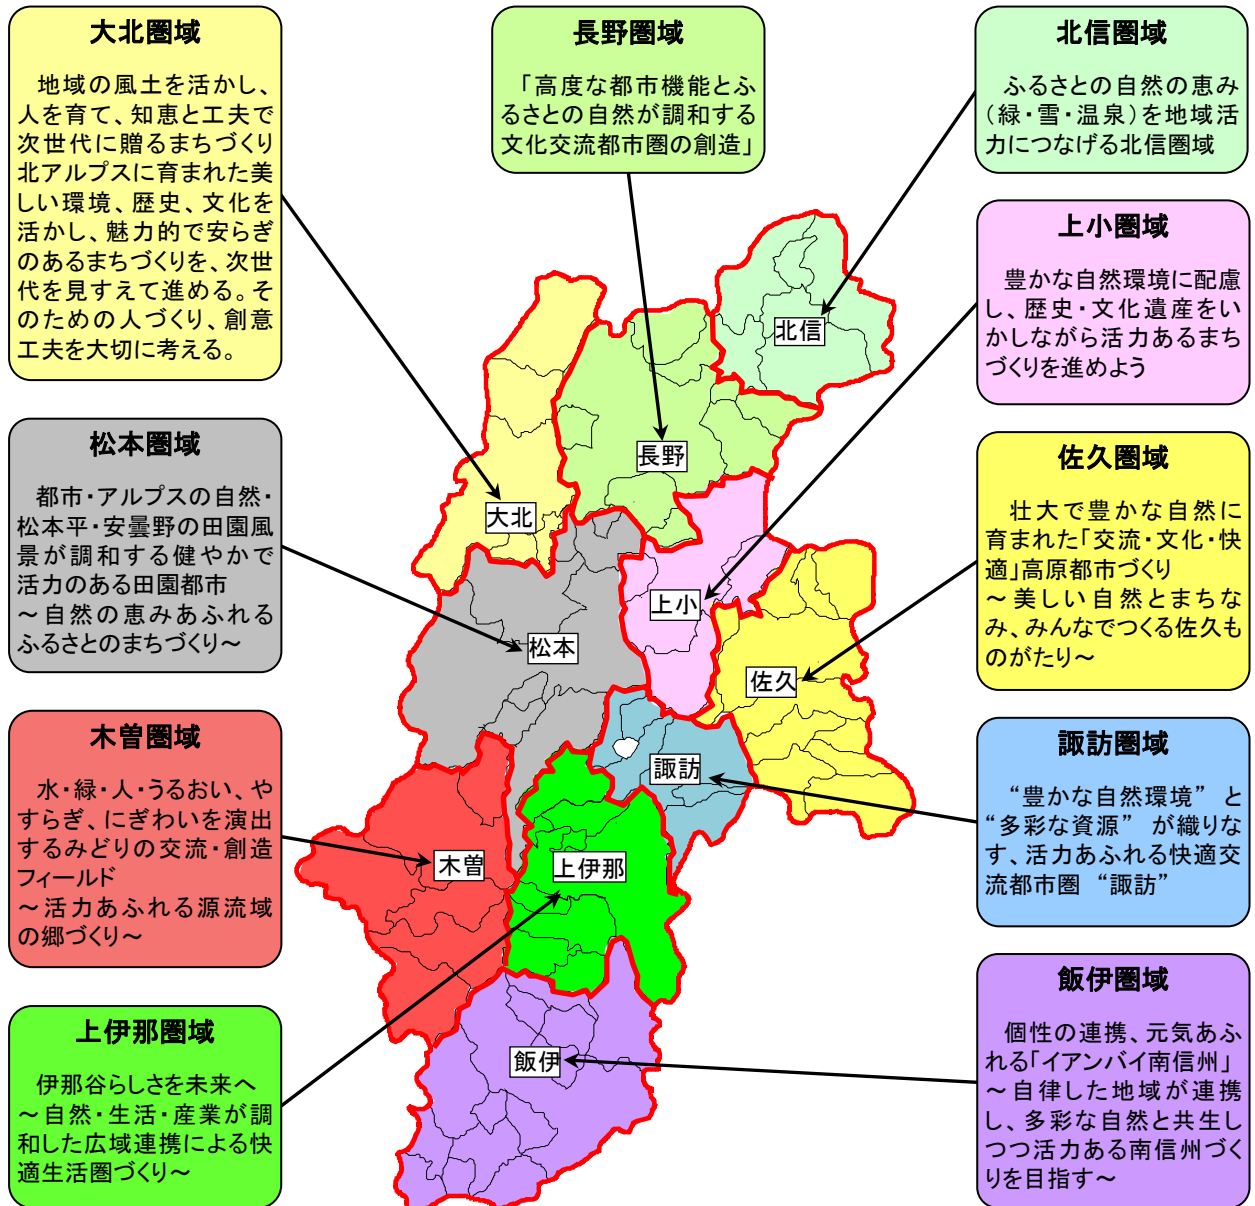 大北圏域
地域の風土を活かし、
人を育て、知恵と工夫で
次世代に贈るまちづくり
北アルプスに育まれた美
しい環境、歴史、文化を
活かし、魅力的で安らぎ
のあるまちづくりを、次世
代を見すえて進める。そ
のための人づくり、創意
工夫を大切に考える。
長野圏域
「高度な都市機能とふ
るさとの自然が調和する
文化交流都市圏の創造」
北信圏域
ふるさとの自然の恵み
(緑・雪・温泉)を地域活
力につなげる北信圏域
上小圏域
豊かな自然環境に配慮
し、歴史・文化遺産をい
かしながら活力あるまち
づくりを進めよう
松本圏域
都市・アルプスの自然・
松本平・安曇野の田園風
景が調和する健やかで
活力のある田園都市
～自然の恵みあふれる
ふるさとのまちづくり～
佐久圏域
壮大で豊かな自然に
育まれた「交流・文化・快
適」高原都市づくり
～美しい自然とまちな
み、みんなでつくる佐久も
のがたり～
木曽圏域
水・緑・人・うるおい、や
すらぎ、にぎわいを演出
するみどりの交流・創造
フィールド
～活力あふれる源流域
の郷づくり～
諏訪圏域
“豊かな自然環境” と
“多彩な資源” が織りな
す、活力あふれる快適交
流都市圏 “諏訪”
上伊那圏域
伊那谷らしさを未来へ
～自然・生活・産業が調
和した広域連携による快
適生活圏づくり～
飯伊圏域
個性の連携、元気あふ
れる「イアンバイ南信州」
～自律した地域が連携
し、多彩な自然と共生し
つつ活力ある南信州づく
りを目指す～
北信
長野
大北
上小
松本
佐久
諏訪
木曽
上伊那
飯伊